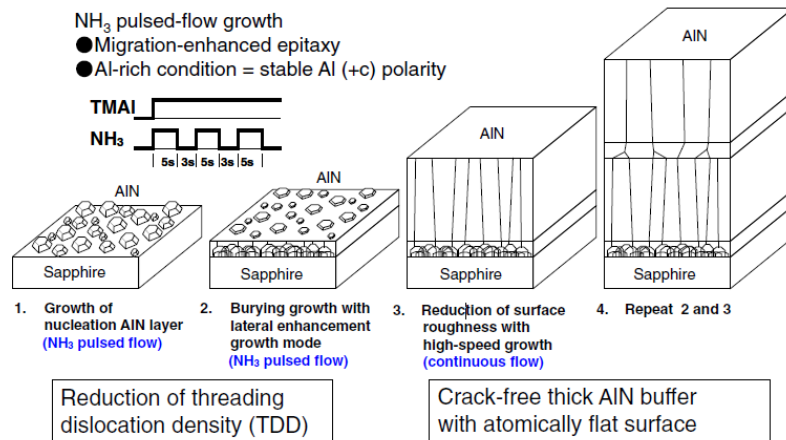 NH₃ pulsed-flow growth
●Migration-enhanced epitaxy
●Al-rich condition = stable Al (+c) polarity
TMAl
NH₃
5s 3s 5s 3s 5s
AlN
Sapphire
AlN
Sapphire
AlN
Sapphire
AlN
Sapphire
1. Growth of
nucleation AlN layer
(NH₃ pulsed flow)
2. Burying growth with
lateral enhancement
growth mode
(NH₃ pulsed flow)
3. Reduction of surface
roughness with
high-speed growth
(continuous flow)
4. Repeat 2 and 3
Reduction of threading
dislocation density (TDD)
Crack-free thick AlN buffer
with atomically flat surface